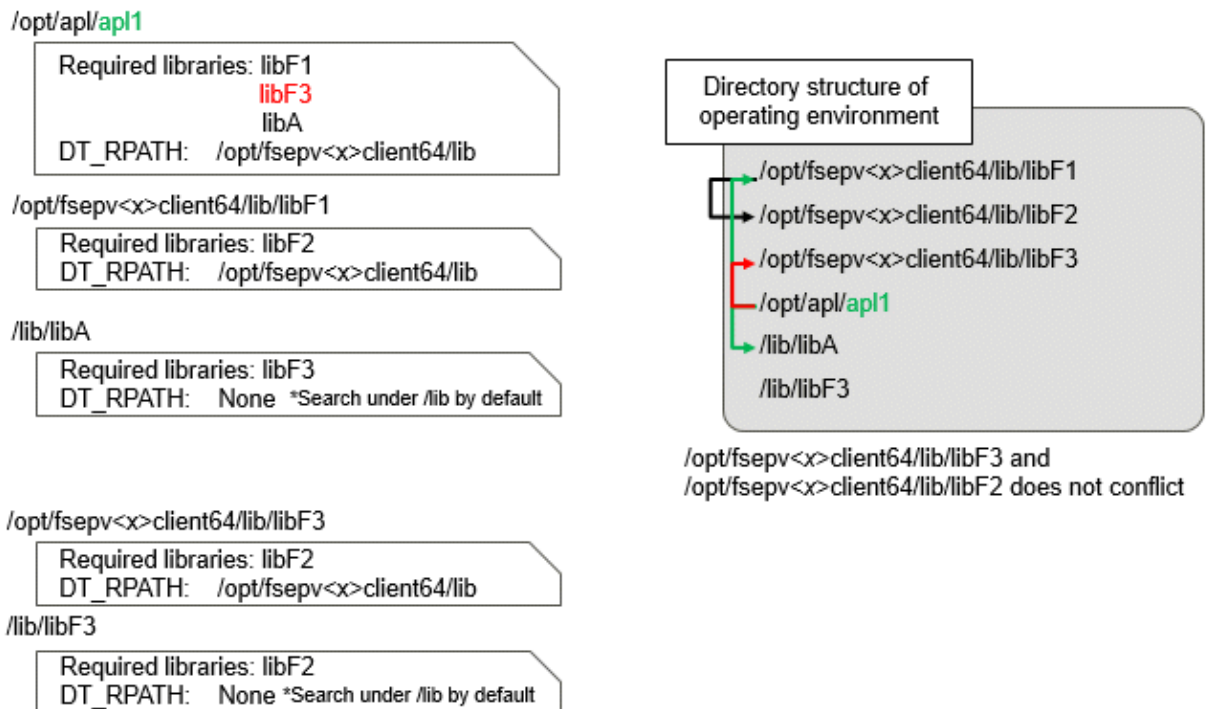 /opt/apl/apl1
Required libraries: libF1
libF3
libA
DT_RPATH: /opt/fsepv<x>client64/lib
/opt/fsepv<x>client64/lib/libF1
Required libraries: libF2
DT_RPATH: /opt/fsepv<x>client64/lib
/lib/libA
Required libraries: libF3
DT_RPATH: None *Search under /lib by default
/opt/fsepv<x>client64/lib/libF3
Required libraries: libF2
DT_RPATH: /opt/fsepv<x>client64/lib
/lib/libF3
Required libraries: libF2
DT_RPATH: None *Search under /lib by default
Directory structure of
operating environment
/opt/fsepv<x>client64/lib/libF1
/opt/fsepv<x>client64/lib/libF2
/opt/fsepv<x>client64/lib/libF3
/opt/apl/apl1
/lib/libA
/lib/libF3
/opt/fsepv<x>client64/lib/libF3 and
/opt/fsepv<x>client64/lib/libF2 does not conflict